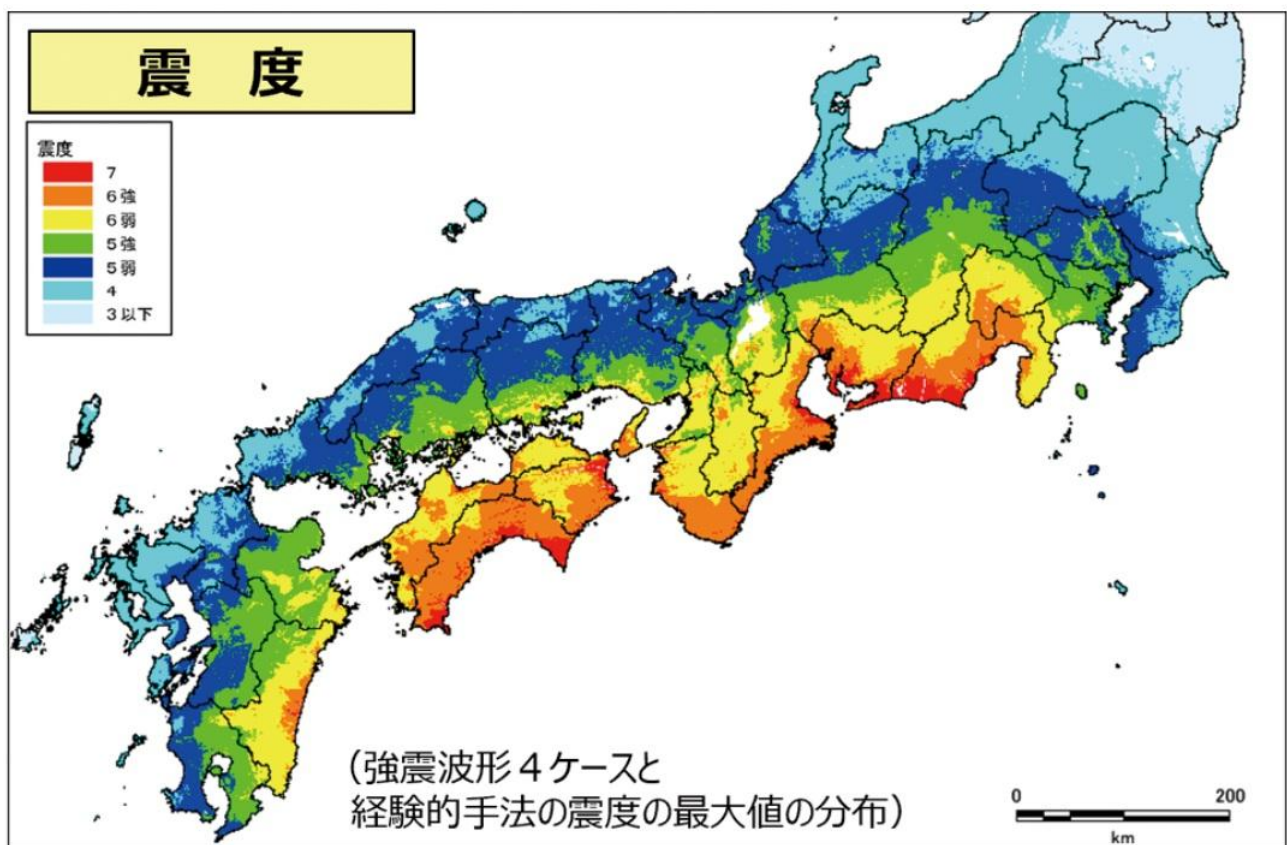 震 度
震度
7
6強
6弱
5強
5弱
4
3以下
（強震波形４ケースと
経験的手法の震度の最大値の分布）
0 200
km